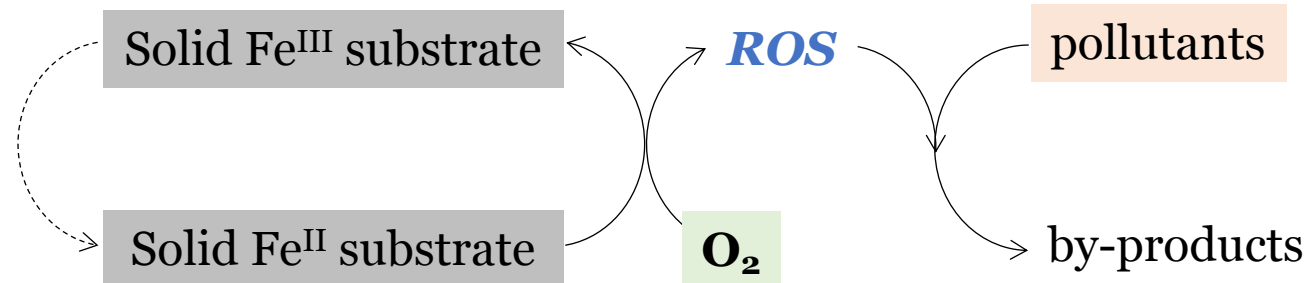 Solid Feᴵᴵᴵ substrate
ROS
pollutants
Solid Feᴵᴵ substrate
O₂
by-products